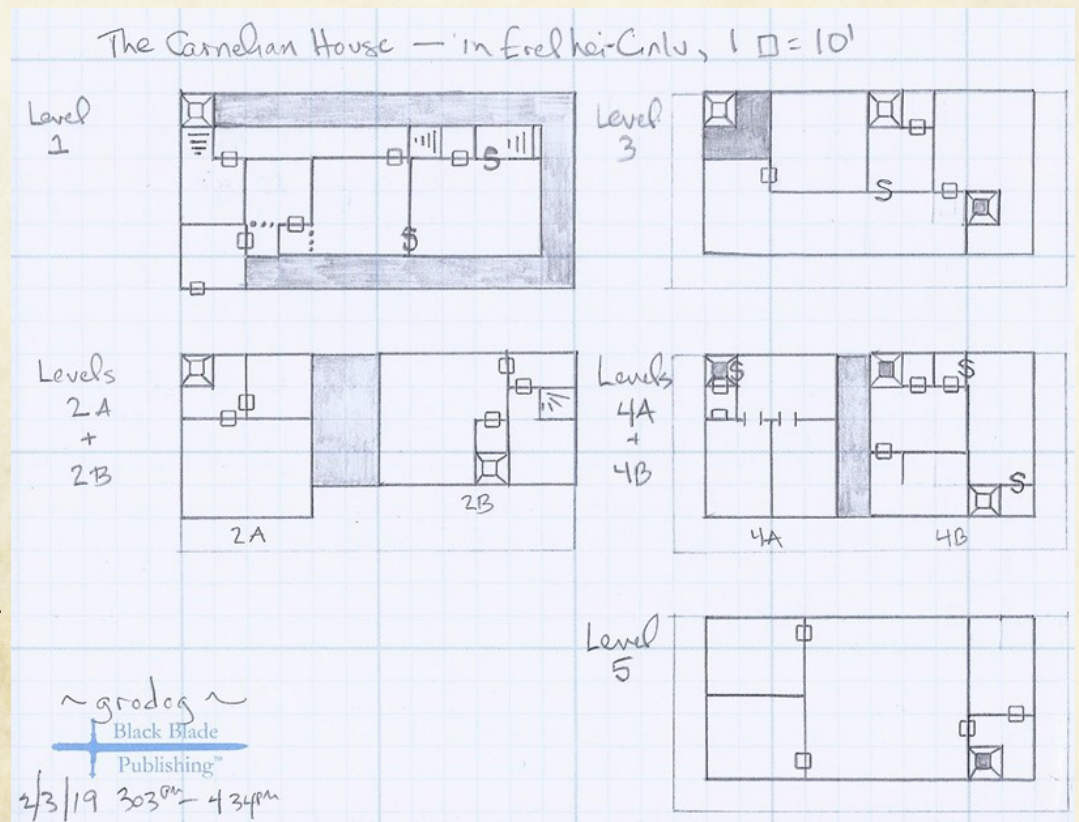 The Carnelian House — in Erelhei-Cinlu, 1 □ = 10'
Level
1
S
S
Level
3
S
Levels
2A
+
2B
2A
2B
Levels
4A
+
4B
S
S
S
4A
4B
Level
5
~ grodog ~
Black Blade
Publishing™
2/3/19 303pm – 434pm